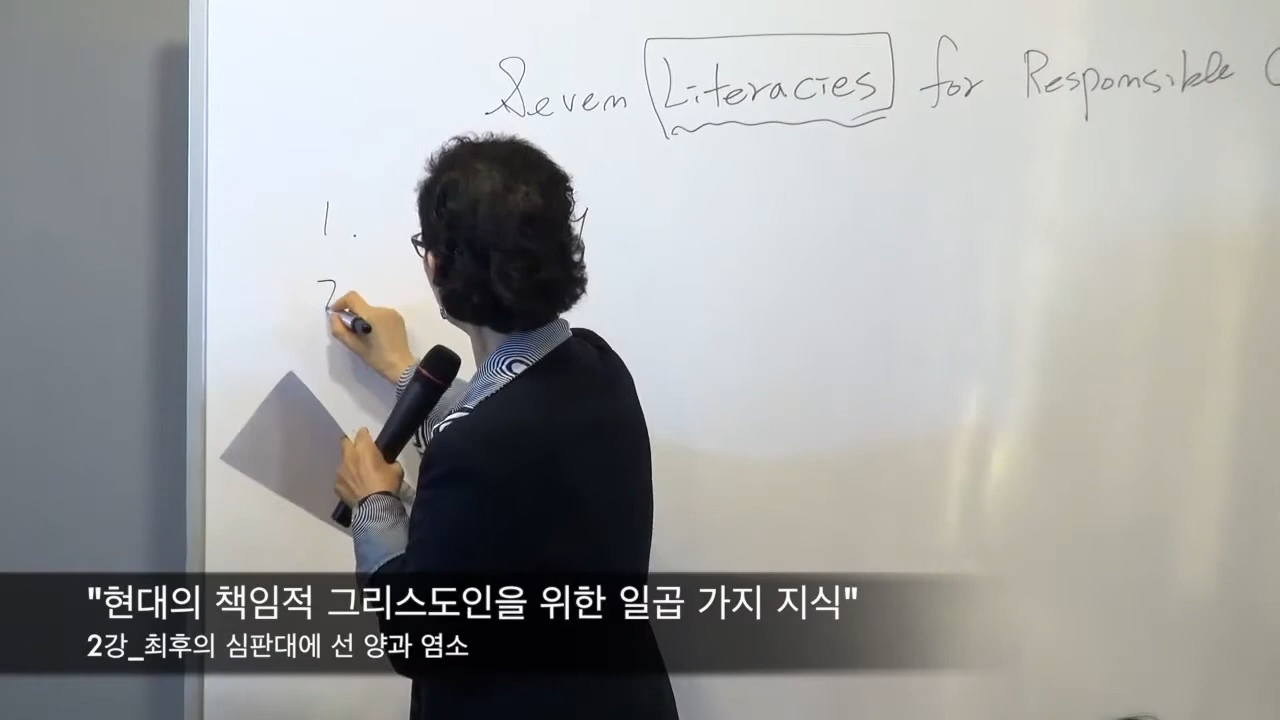 Seven Literacies for Responsible C
1.
2
"현대의 책임적 그리스도인을 위한 일곱 가지 지식"
2강_최후의 심판대에 선 양과 염소